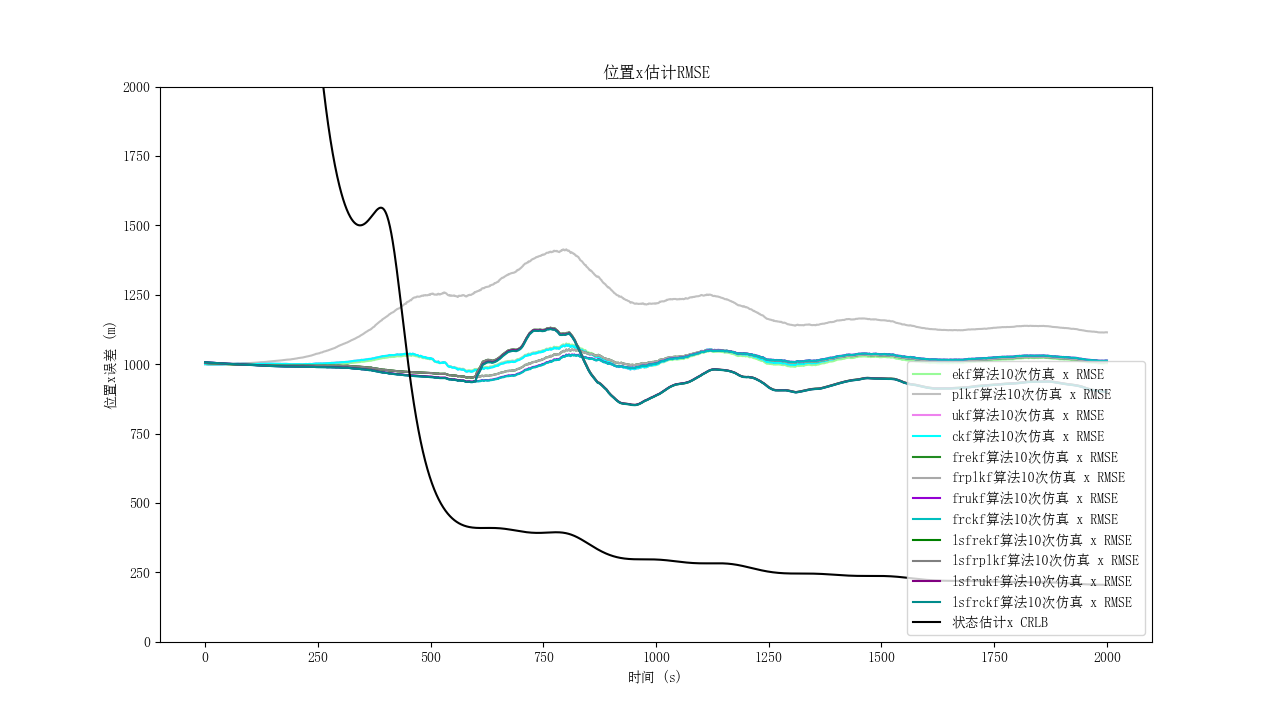 位置x估计RMSE
2000
1750
1500
1250
1000
750
500
250
0
位置x误差 (m)
0 250 500 750 1000 1250 1500 1750 2000
时间 (s)
ekf算法10次仿真 x RMSE
plkf算法10次仿真 x RMSE
ukf算法10次仿真 x RMSE
ckf算法10次仿真 x RMSE
frekf算法10次仿真 x RMSE
frplkf算法10次仿真 x RMSE
frukf算法10次仿真 x RMSE
frckf算法10次仿真 x RMSE
lsfrekf算法10次仿真 x RMSE
lsfrplkf算法10次仿真 x RMSE
lsfrukf算法10次仿真 x RMSE
lsfrckf算法10次仿真 x RMSE
状态估计x CRLB